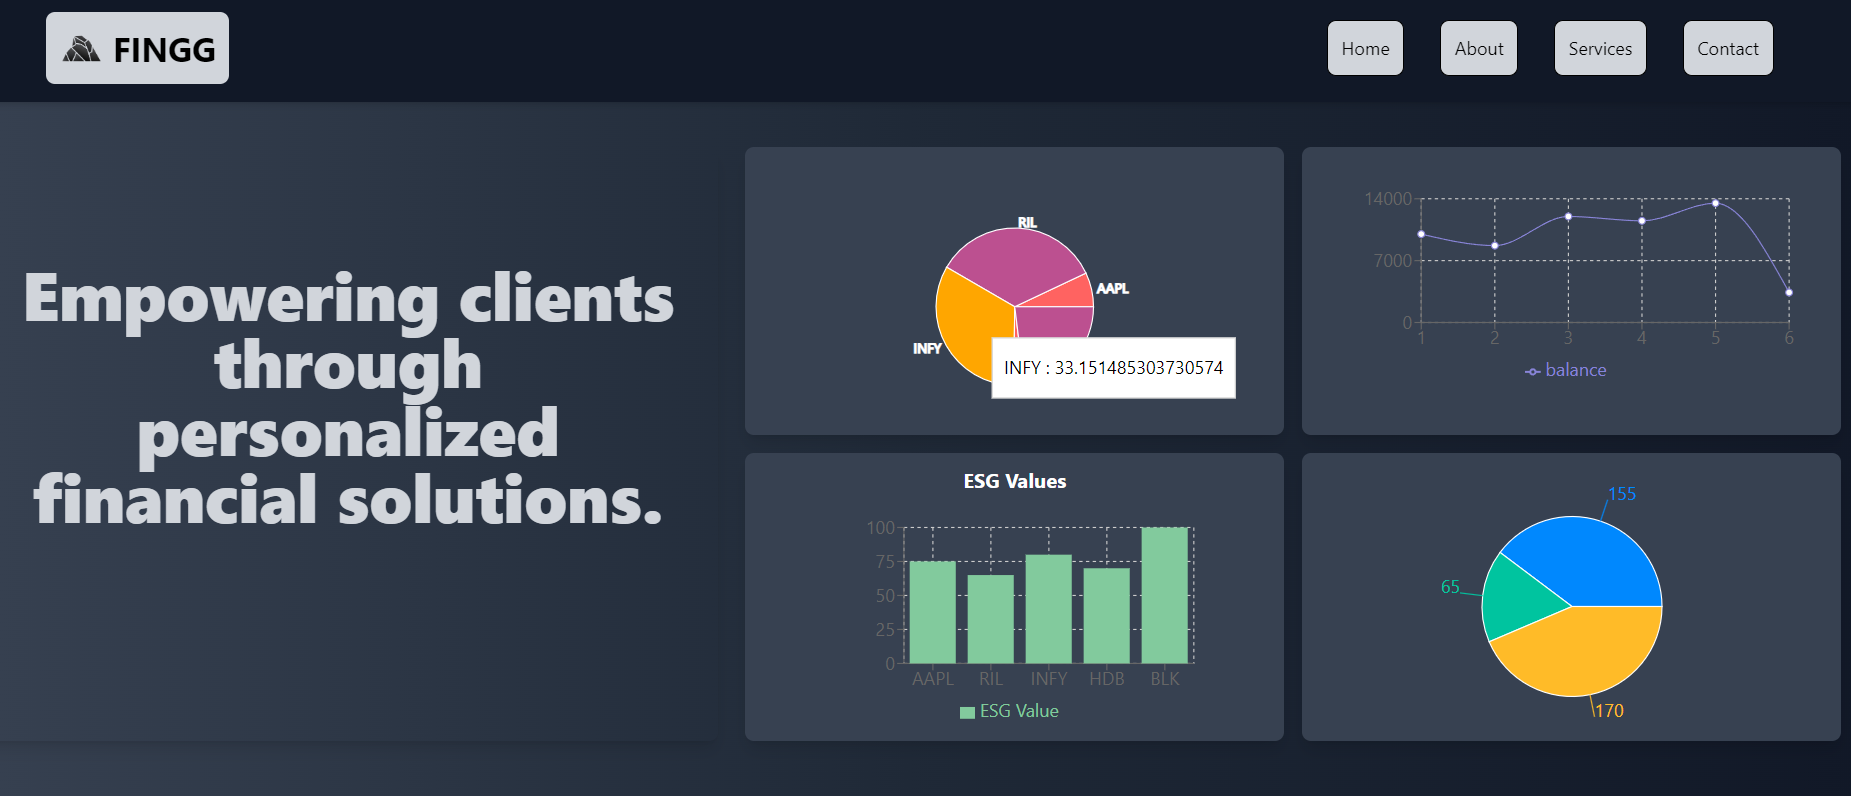 FINGG
Home
About
Services
Contact
Empowering clients
through
personalized
financial solutions.
RIL
AAPL
INFY
INFY : 33.151485303730574
14000
7000
0
1 2 3 4 5 6
balance
ESG Values
100
75
50
25
0
AAPL RIL INFY HDB BLK
ESG Value
155
65
170